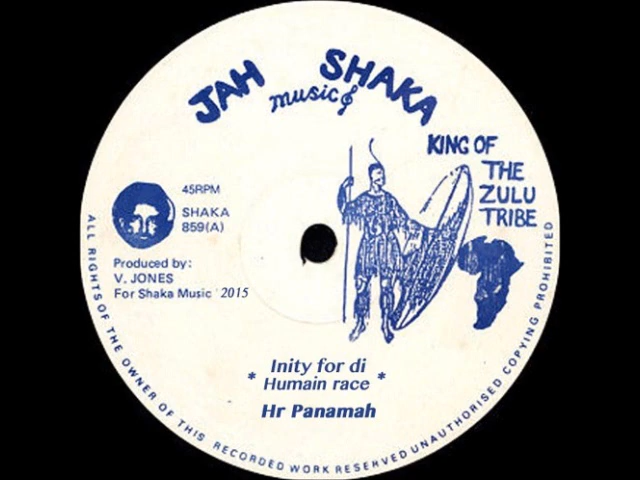 JAH SHAKA
music
KING OF
THE
ZULU
TRIBE
45RPM
SHAKA
859(A)
Produced by:
V. JONES
For Shaka Music 2015
Inity for di
* Humain race *
Hr Panamah
ALL RIGHTS OF THE OWNER OF THIS RECORDED WORK RESERVED UNAUTHORISED COPYING PROHIBITED